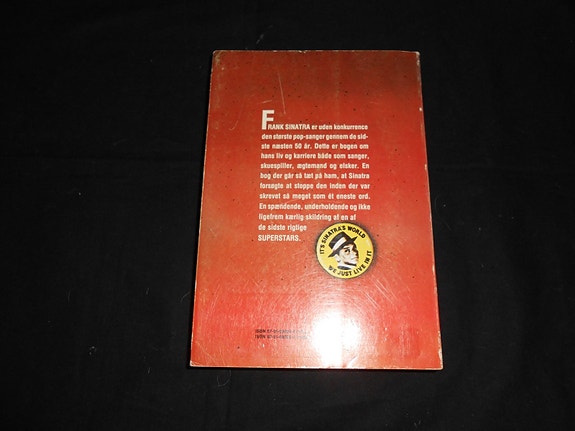 FRANK SINATRA er uden konkurrence
den største pop-sanger gennem de sid-
ste næsten 50 år. Dette er bogen om
hans liv og karriere både som sanger,
skuespiller, ægtemand og elsker. En
bog der går så tæt på ham, at Sinatra
forsøgte at stoppe den inden der var
skrevet så meget som ét eneste ord.
En spændende, underholdende og ikke
ligefrem kærlig skildring af en af
de sidste rigtige
SUPERSTARS.
IT'S SINATRA'S WORLD
WE JUST LIVE IN IT
ISBN
ISBN